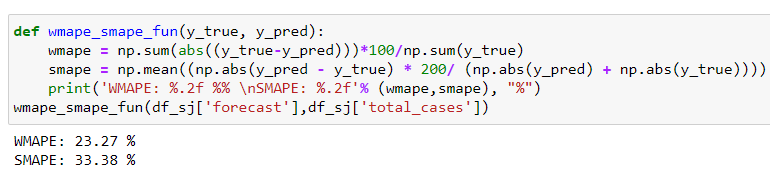 def wmape_smape_fun(y_true, y_pred):
    wmape = np.sum(abs((y_true-y_pred)))*100/np.sum(y_true)
    smape = np.mean((np.abs(y_pred - y_true) * 200/ (np.abs(y_pred) + np.abs(y_true))))
    print('WMAPE: %.2f %% \nSMAPE: %.2f'% (wmape,smape), "%")
wmape_smape_fun(df_sj['forecast'],df_sj['total_cases'])
WMAPE: 23.27 %
SMAPE: 33.38 %